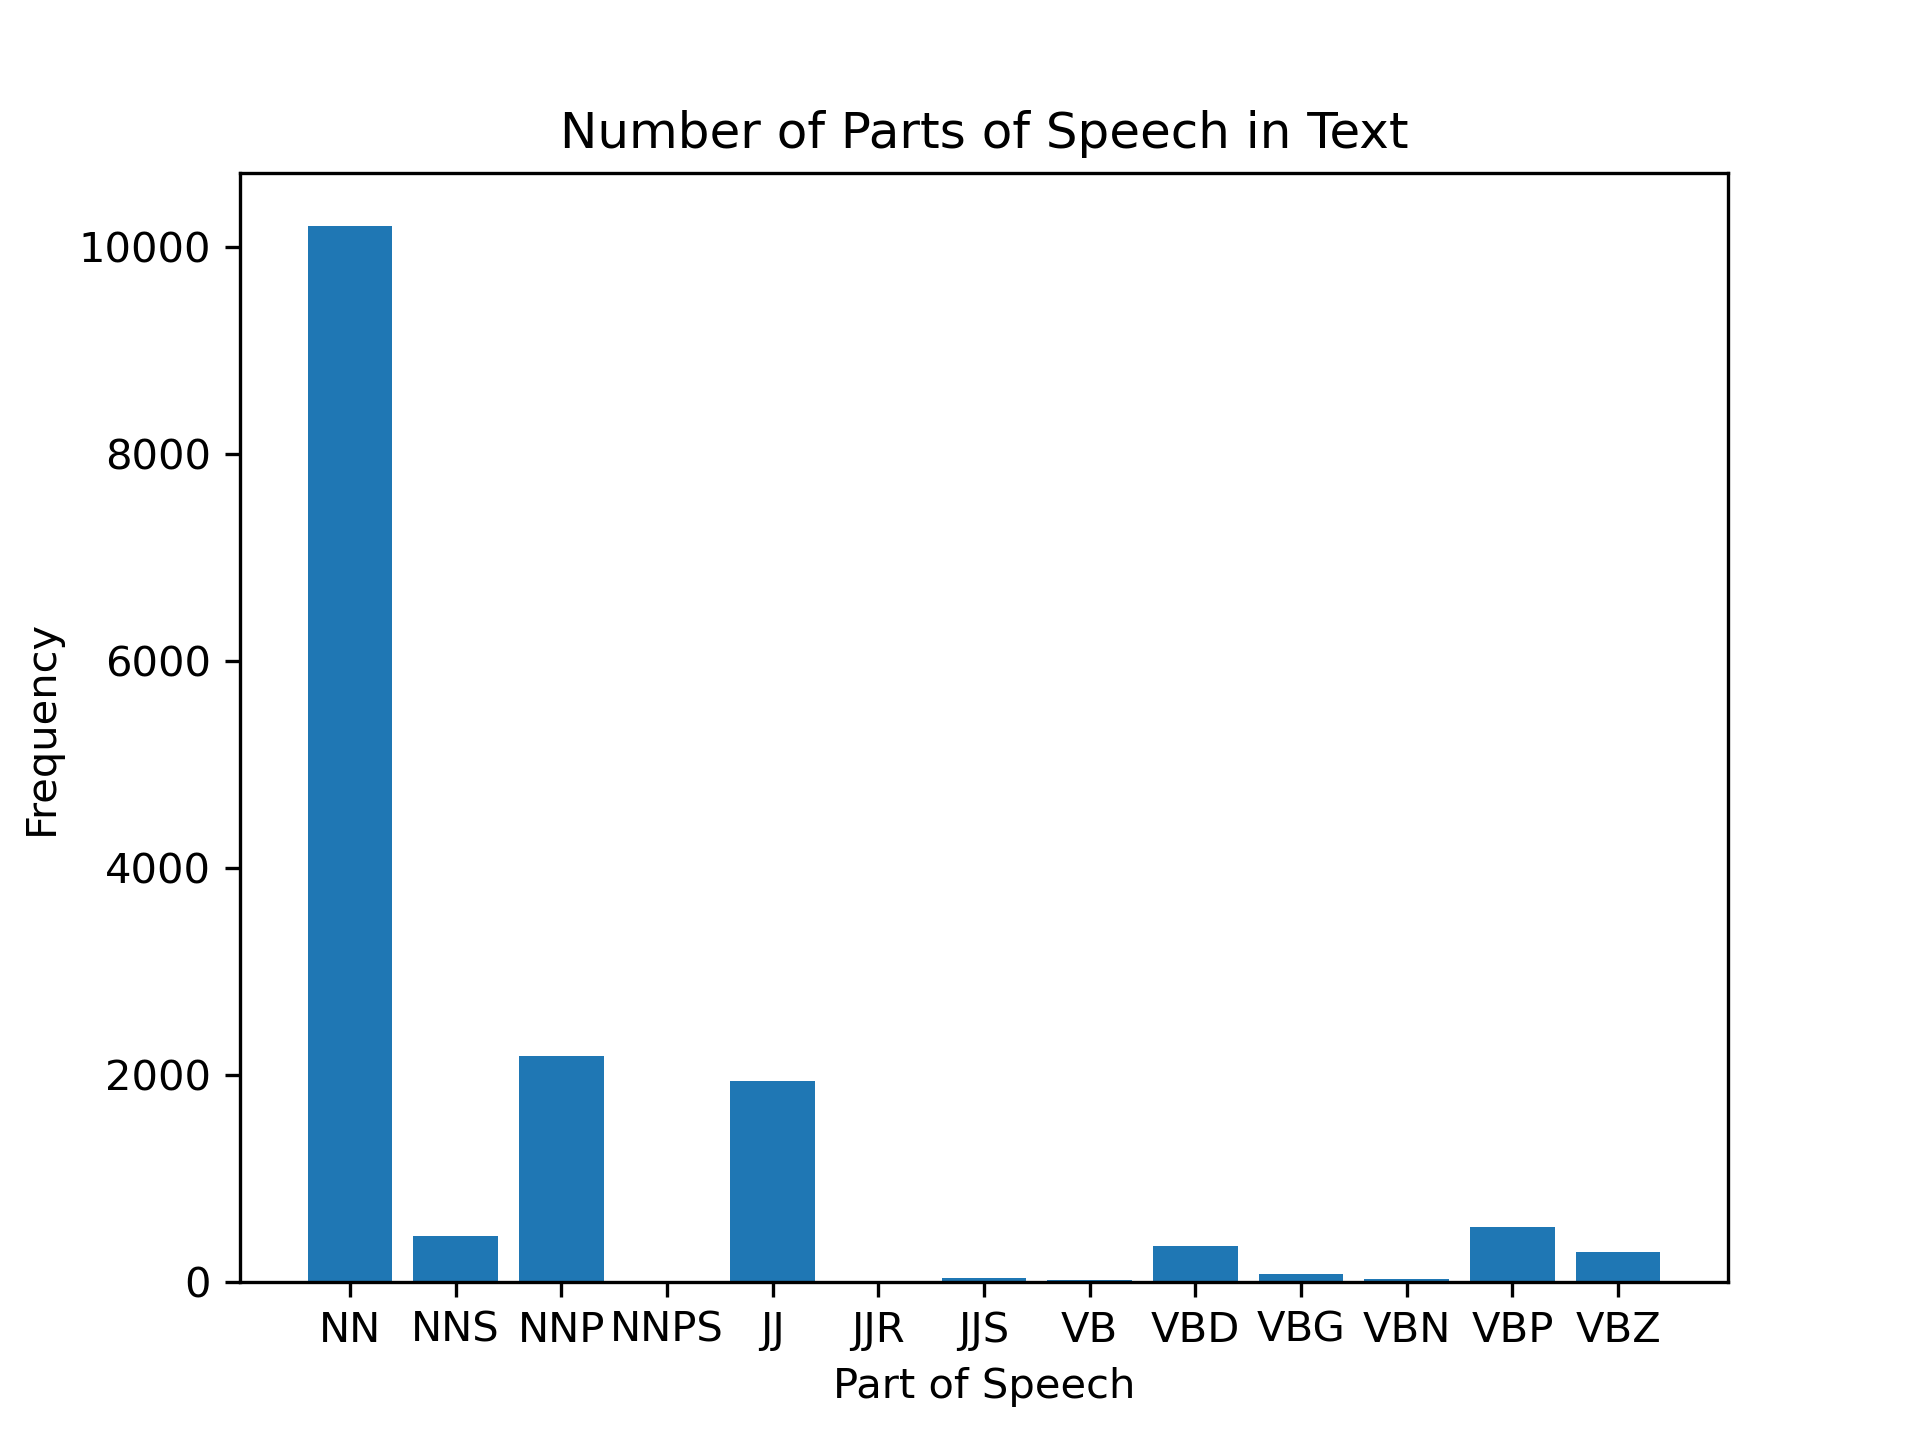 Number of Parts of Speech in Text
10000
8000
6000
4000
2000
0
Frequency
NN NNS NNP NNPS JJ JJR JJS VB VBD VBG VBN VBP VBZ
Part of Speech